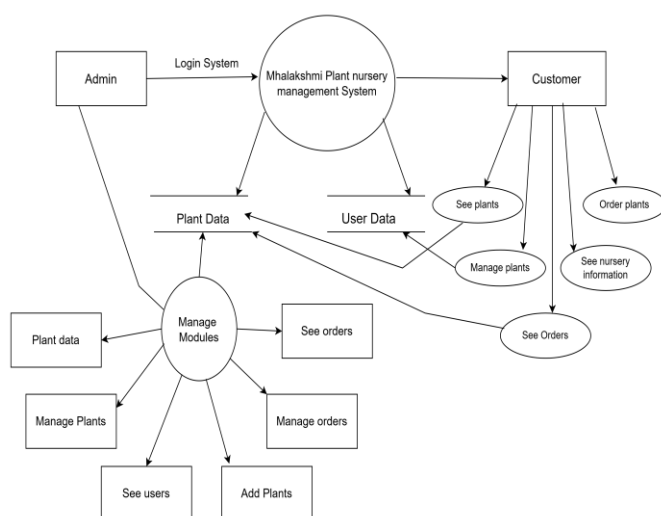 Login System
Admin
Mhalakshmi Plant nursery
management System
Customer
See plants
Order plants
Plant Data
User Data
Manage plants
See nursery
information
Manage
Modules
See orders
See Orders
Plant data
Manage Plants
Manage orders
See users
Add Plants